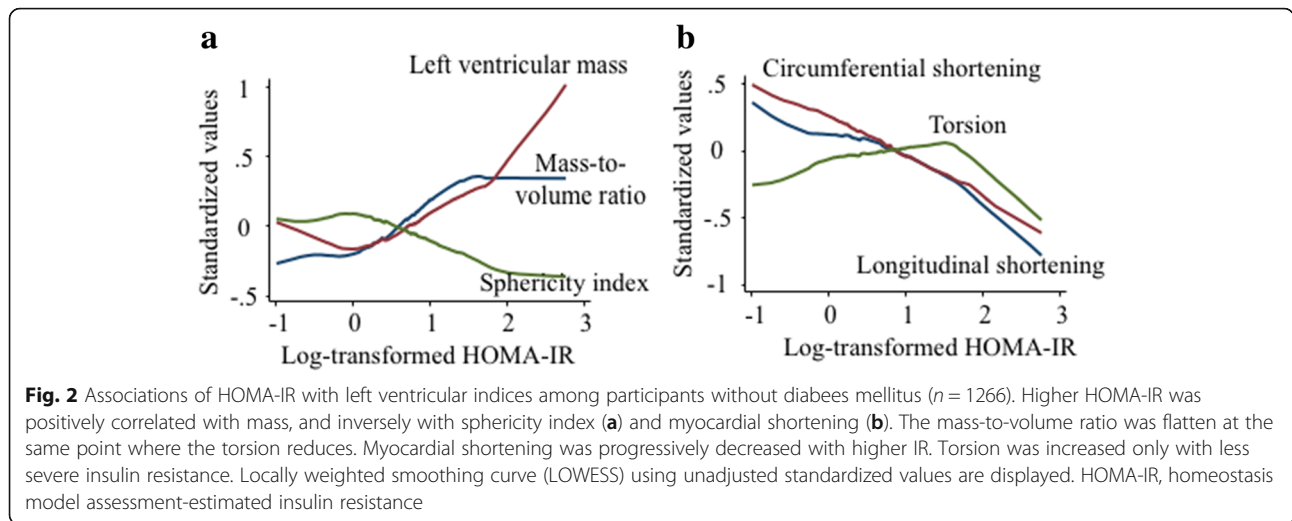 a
Left ventricular mass
Mass-to-
volume ratio
Sphericity index
Standardized values
1
.5
0
-.5
-1 0 1 2 3
Log-transformed HOMA-IR
b
Circumferential shortening
Torsion
Longitudinal shortening
Standardized values
.5
0
-.5
-1
-1 0 1 2 3
Log-transformed HOMA-IR
Fig. 2 Associations of HOMA-IR with left ventricular indices among participants without diabees mellitus (n = 1266). Higher HOMA-IR was
positively correlated with mass, and inversely with sphericity index (a) and myocardial shortening (b). The mass-to-volume ratio was flatten at the
same point where the torsion reduces. Myocardial shortening was progressively decreased with higher IR. Torsion was increased only with less
severe insulin resistance. Locally weighted smoothing curve (LOWESS) using unadjusted standardized values are displayed. HOMA-IR, homeostasis
model assessment-estimated insulin resistance